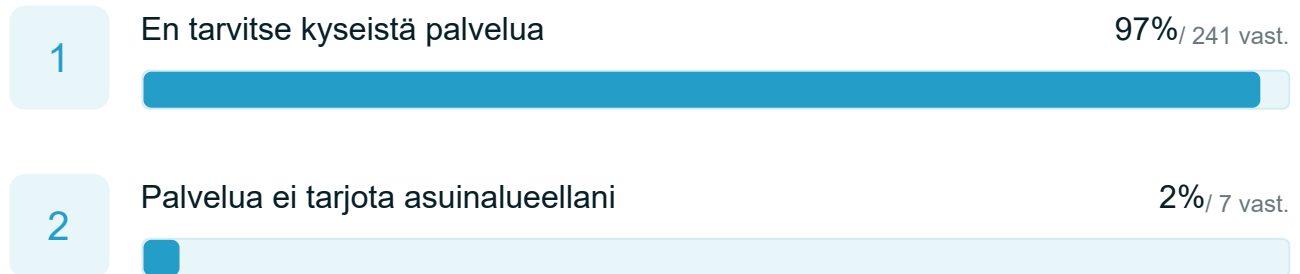 1
En tarvitse kyseistä palvelua
97% / 241 vast.
2
Palvelua ei tarjota asuinalueellani
2% / 7 vast.